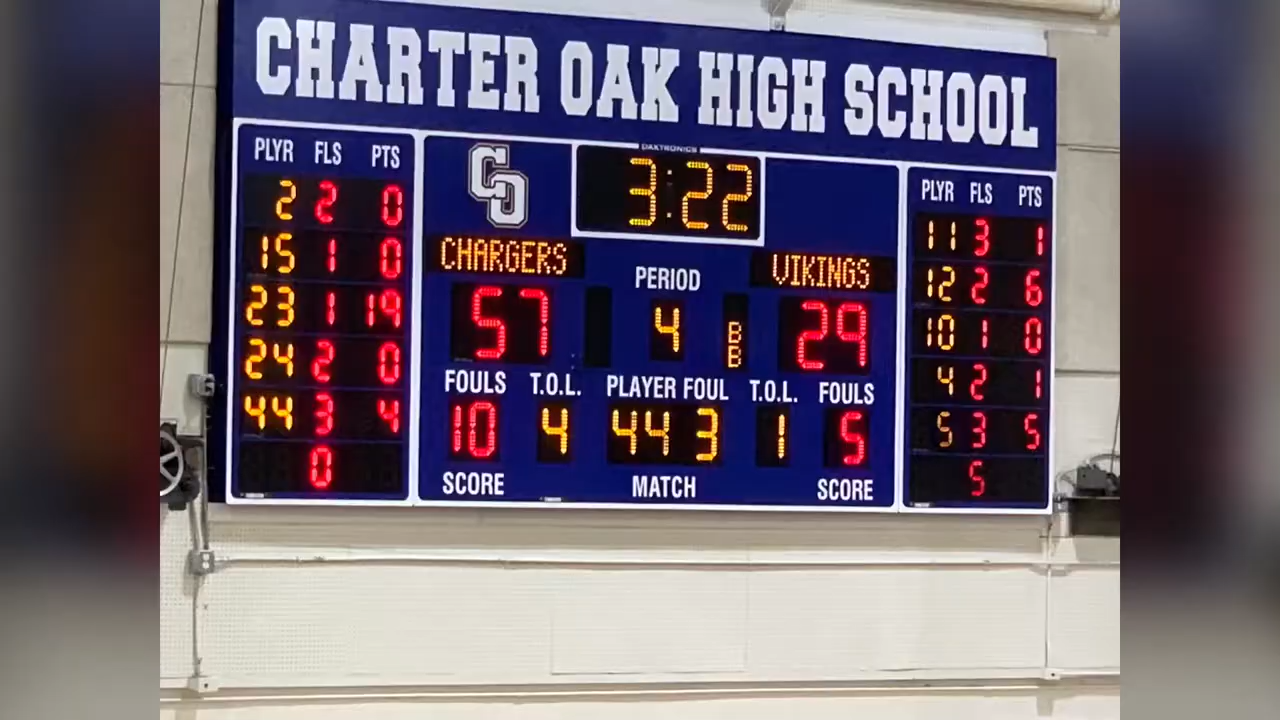 CHARTER OAK HIGH SCHOOL
PLYR FLS PTS
2 2 0
15 1 0
23 1 19
24 2 0
44 3 4
0
CO
DAKTRONICS
3:22
CHARGERS
VIKINGS
PERIOD
57 4 29
B
B
FOULS T.O.L. PLAYER FOUL T.O.L. FOULS
10 4 44 3 1 5
SCORE MATCH SCORE
PLYR FLS PTS
11 3 1
12 2 6
10 1 0
4 2 1
5 3 5
5